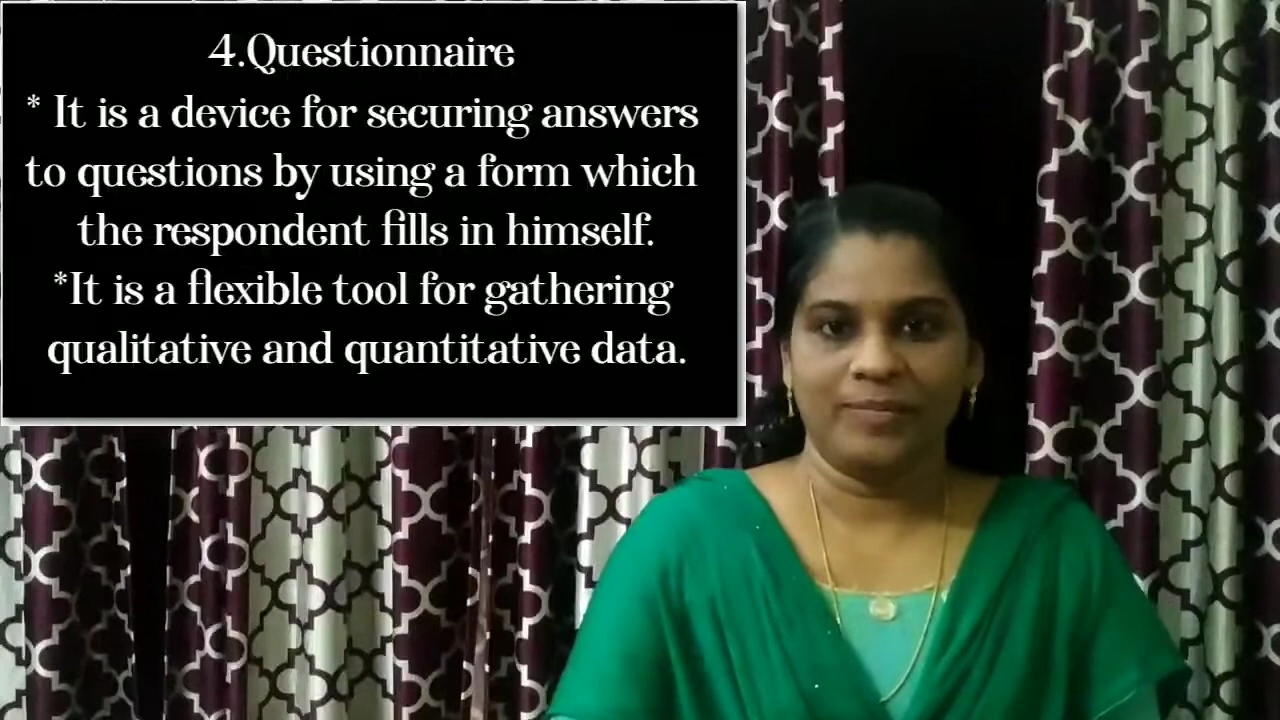 4.Questionnaire
* It is a device for securing answers
to questions by using a form which
the respondent fills in himself.
*It is a flexible tool for gathering
qualitative and quantitative data.